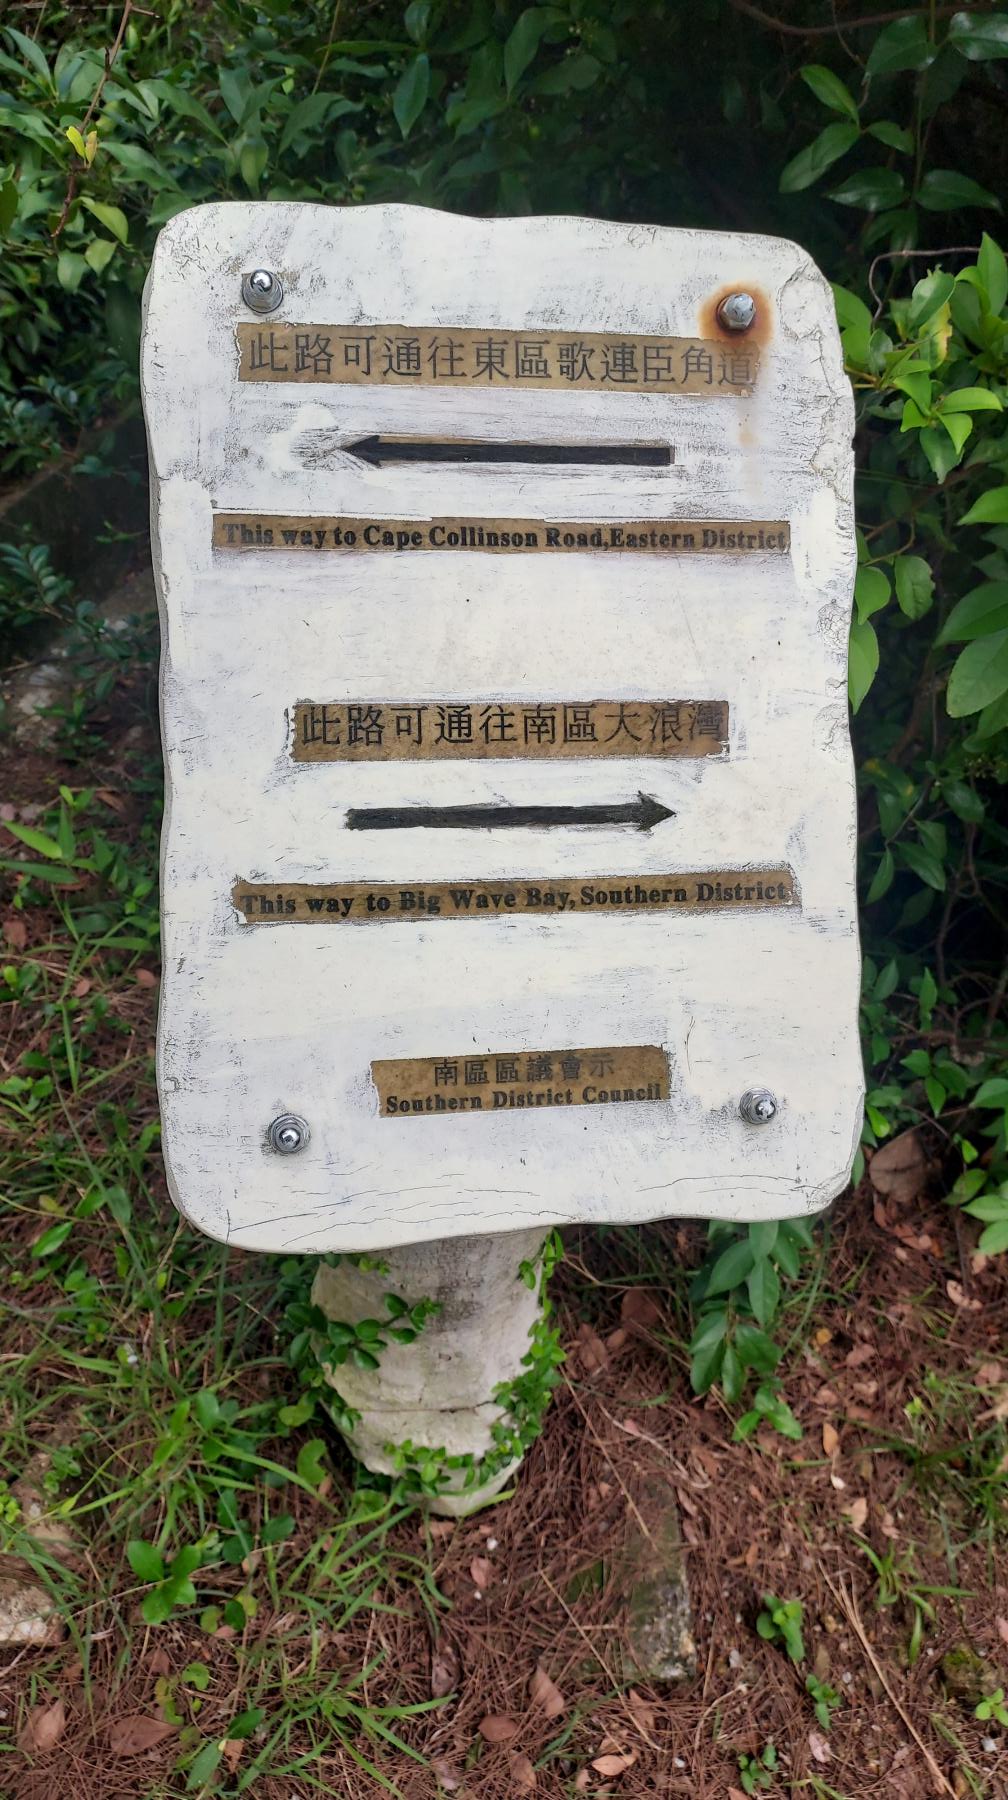 此路可通往東區歌連臣角道
This way to Cape Collinson Road,Eastern District
此路可通往南區大浪灣
This way to Big Wave Bay, Southern District
南區區議會示
Southern District Council